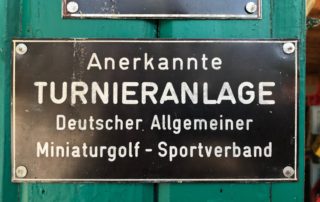 Anerkannte
TURNIERANLAGE
Deutscher Allgemeiner
Miniaturgolf - Sportverband